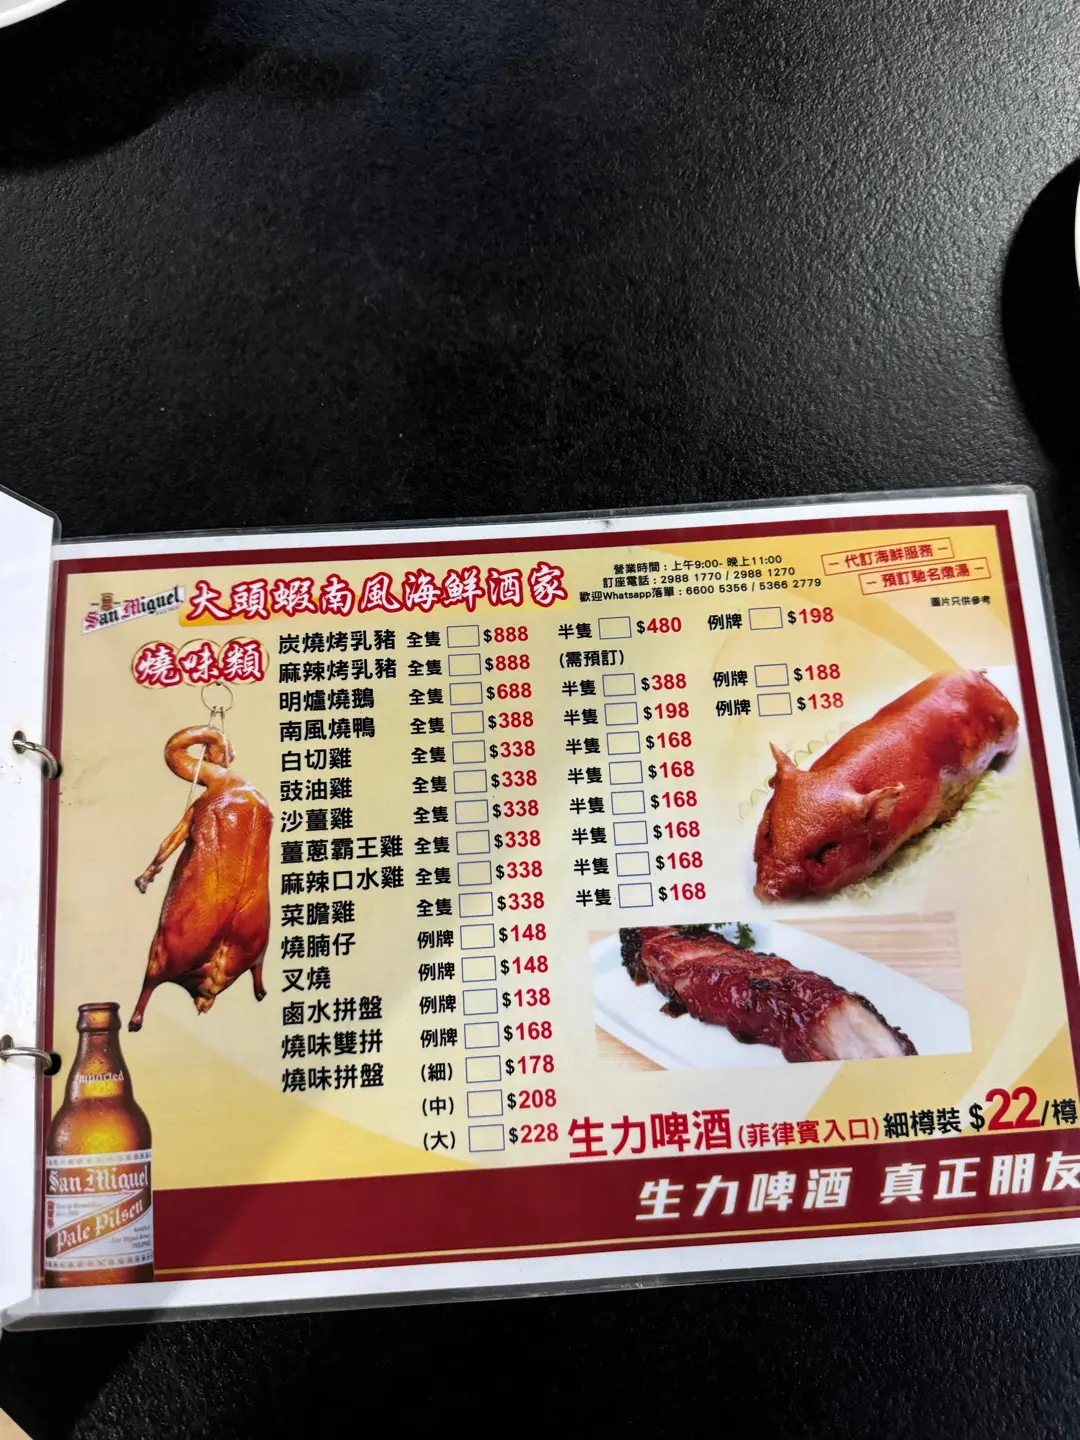 San Miguel
大頭蝦南風海鮮酒家
營業時間：上午9:00- 晚上11:00
訂座電話：2988 1770 / 2988 1270
歡迎Whatsapp落單：6600 5356 / 5366 2779
— 代訂海鮮服務 —
— 預訂馳名燉湯 —
圖片只供參考
燒味類
炭燒烤乳豬 全隻 $888 半隻 $480 例牌 $198
麻辣烤乳豬 全隻 $888 (需預訂)
明爐燒鵝 全隻 $688 半隻 $388 例牌 $188
南風燒鴨 全隻 $388 半隻 $198 例牌 $138
白切雞 全隻 $338 半隻 $168
豉油雞 全隻 $338 半隻 $168
沙薑雞 全隻 $338 半隻 $168
薑蔥霸王雞 全隻 $338 半隻 $168
麻辣口水雞 全隻 $338 半隻 $168
菜膽雞 全隻 $338 半隻 $168
燒腩仔 例牌 $148
叉燒 例牌 $148
鹵水拼盤 例牌 $138
燒味雙拼 例牌 $168
燒味拼盤 (細) $178
(中) $208
(大) $228
生力啤酒(菲律賓入口)細樽裝 $22/樽
生力啤酒 真正朋友
Imported
San Miguel
Pale Pilsen